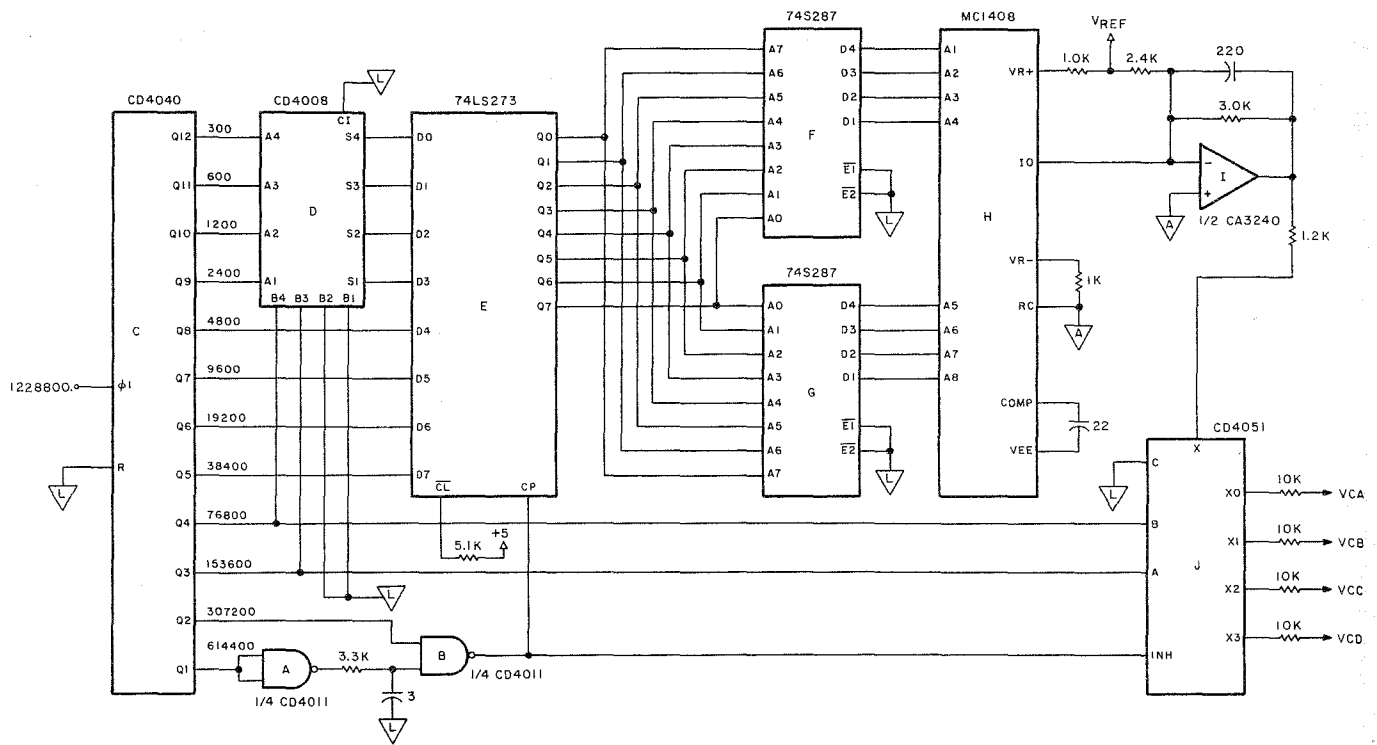 CD4040
C
Q12 300
Q11 600
Q10 1200
Q9 2400
Q8 4800
Q7 9600
Q6 19200
Q5 38400
Q4 76800
Q3 153600
Q2 307200
Q1 614400
1228800. φ1
R
L
CD4008
D
CI
L
A4 S4
A3 S3
A2 S2
A1 S1
B4 B3 B2 B1
L
74LS273
E
D0 Q0
D1 Q1
D2 Q2
D3 Q3
D4 Q4
D5 Q5
D6 Q6
D7 Q7
CL CP
5.1K +5
A
1/4 CD4011
3.3K
3
L
B
1/4 CD4011
74S287
F
A7 D4
A6 D3
A5 D2
A4 D1
A3
A2 E1
A1 E2
A0
L
74S287
G
A0 D4
A1 D3
A2 D2
A3 D1
A4
A5 E1
A6 E2
A7
L
MC1408
H
A1 VR+
A2
A3
A4
IO
VR-
A5 RC
A6
A7
A8
COMP
VEE
22
1K
A
VREF
1.0K 2.4K 220
3.0K
-
I
+
1/2 CA3240
A
1.2K
CD4051
J
X
C
L
B
A
INH
X0 10K VCA
X1 10K VCB
X2 10K VCC
X3 10K VCD